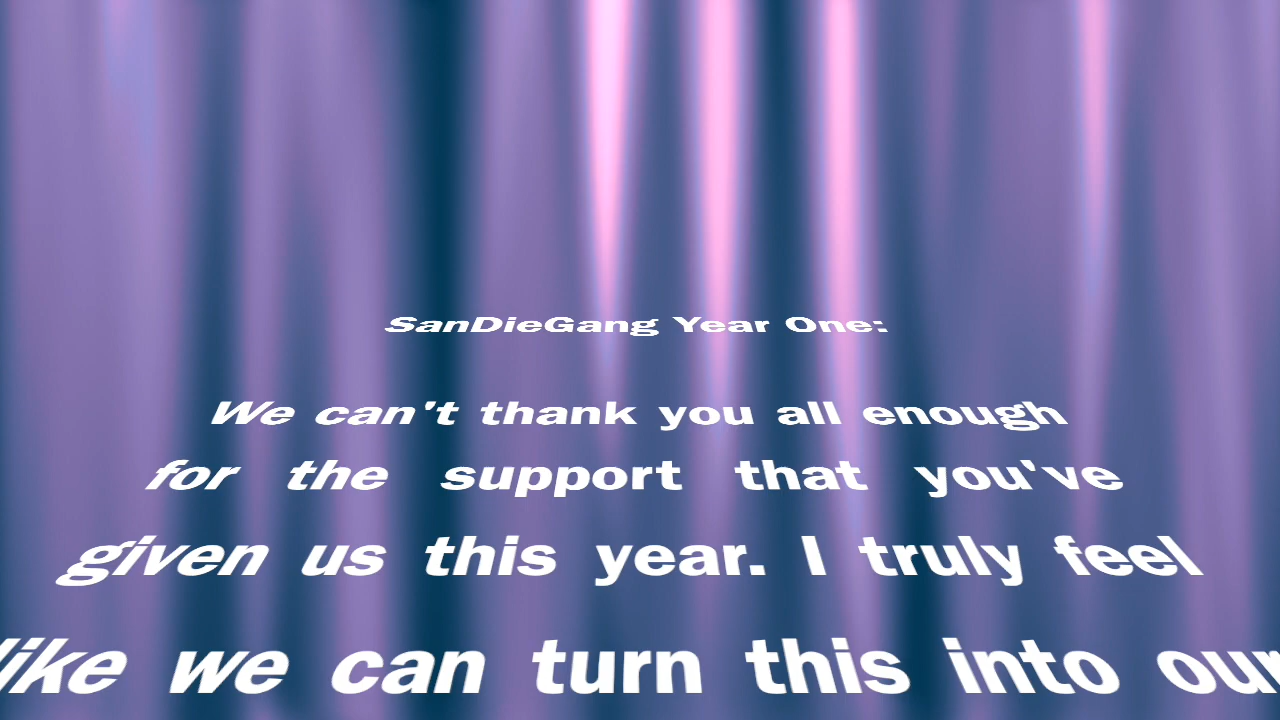 SanDieGang Year One:
We can't thank you all enough
for the support that you've
given us this year. I truly feel
like we can turn this into our